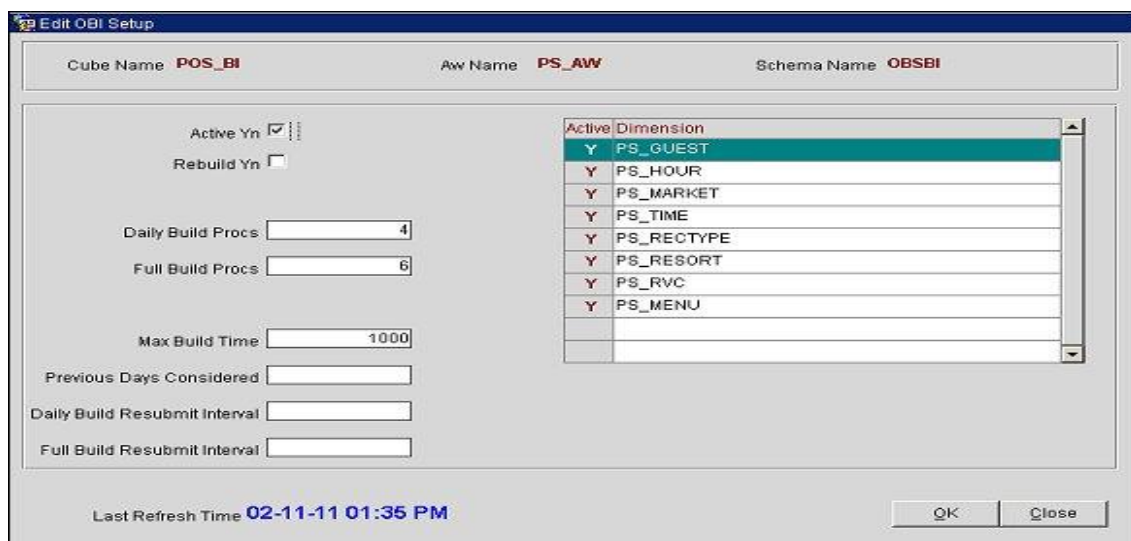 Edit OBI Setup
Cube Name POS_BI Aw Name PS_AW Schema Name OBSBI
Active Yn
Rebuild Yn
Daily Build Procs 4
Full Build Procs 6
Max Build Time 1000
Previous Days Considered
Daily Build Resubmit Interval
Full Build Resubmit Interval
Active Dimension
Y PS_GUEST
Y PS_HOUR
Y PS_MARKET
Y PS_TIME
Y PS_RECTYPE
Y PS_RESORT
Y PS_RVC
Y PS_MENU
Last Refresh Time 02-11-11 01:35 PM
OK Close